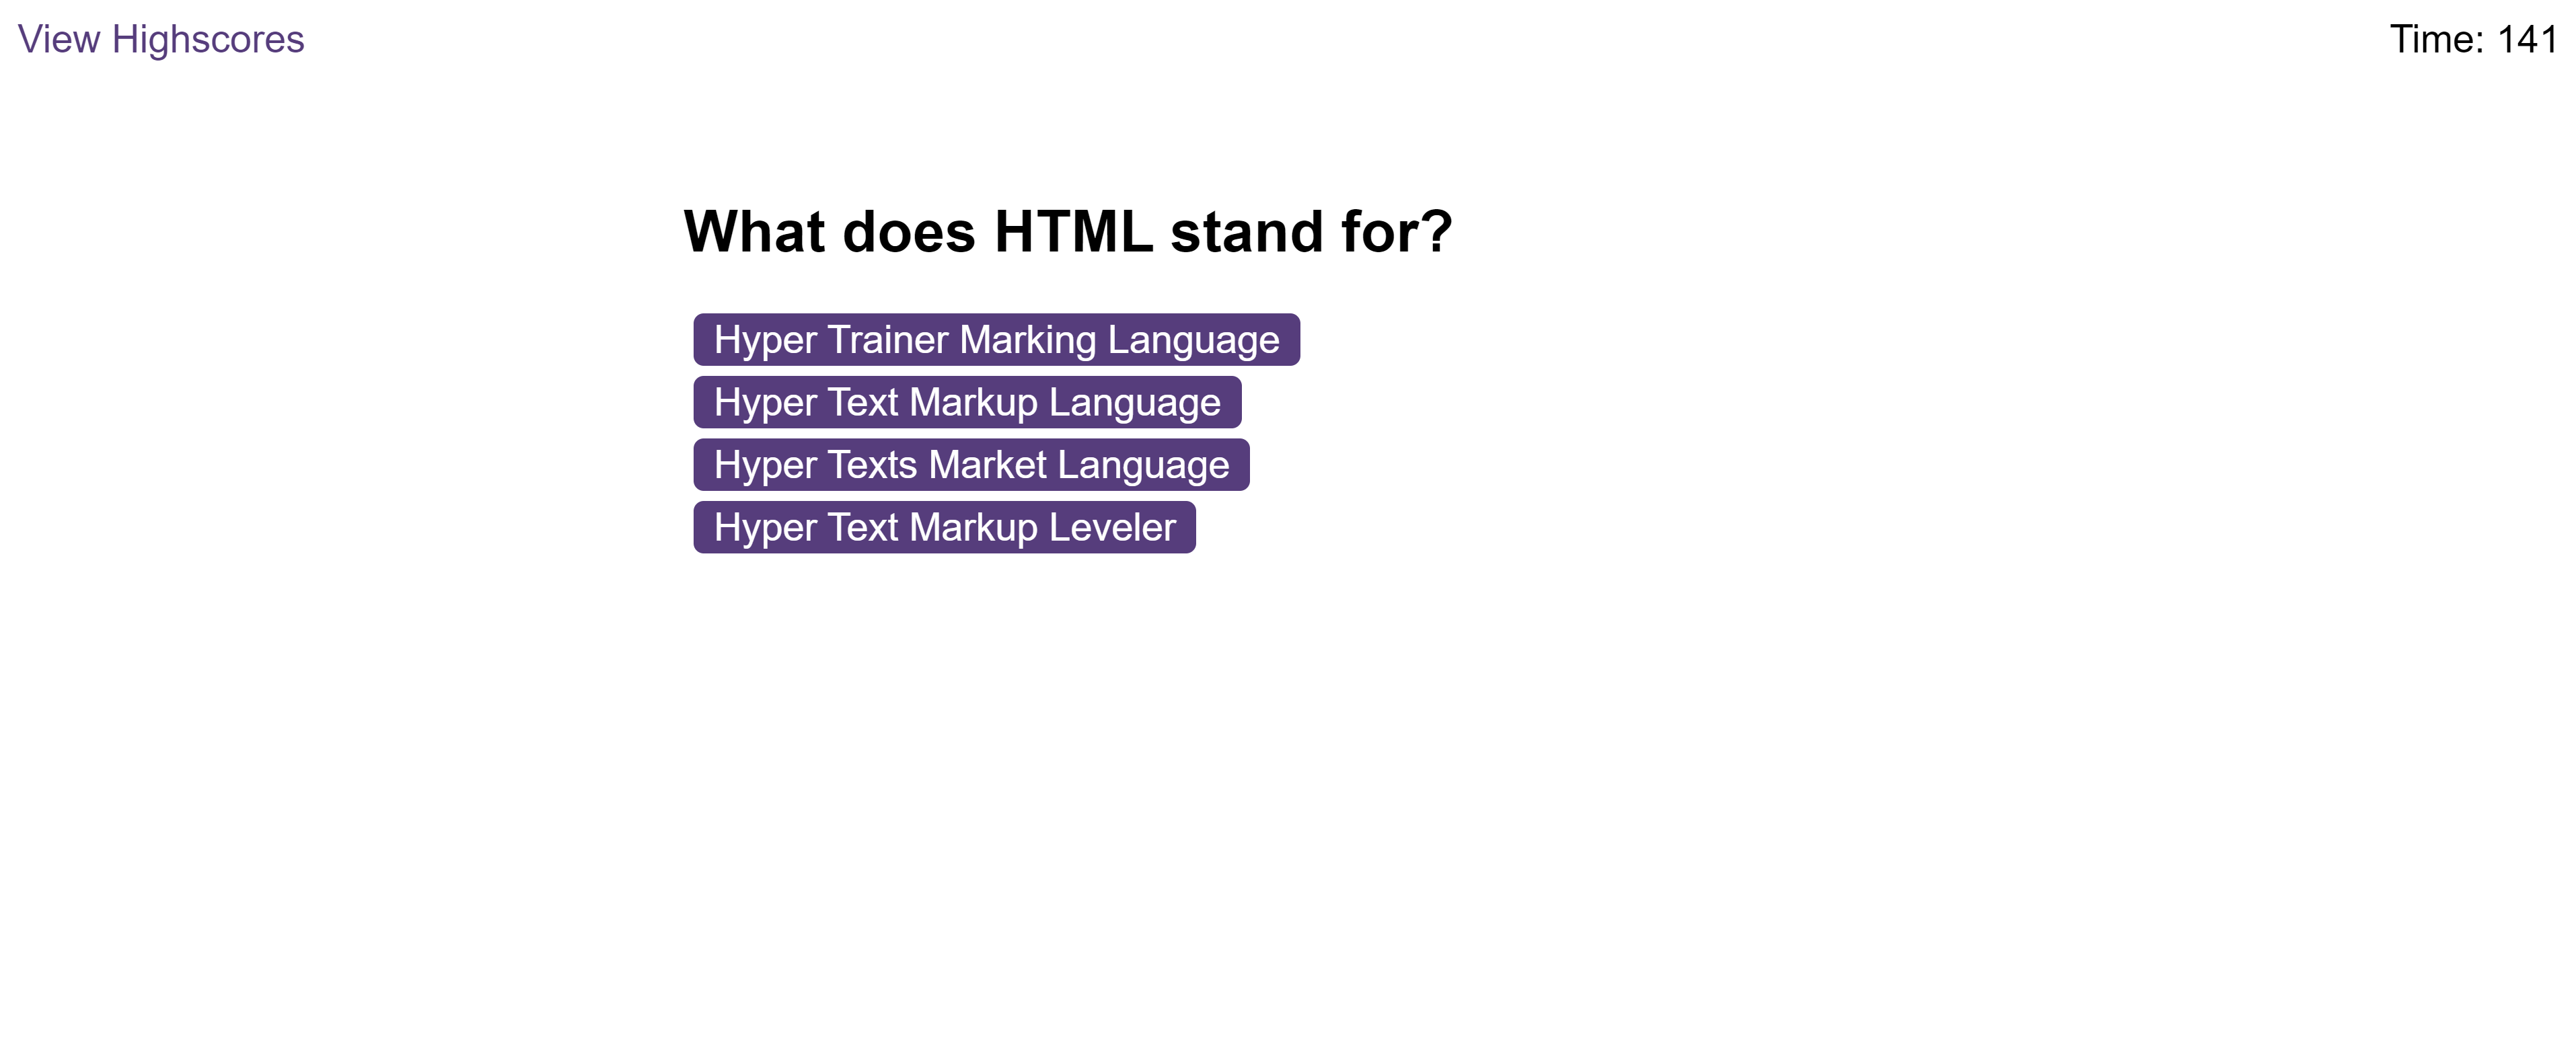 View Highscores
Time: 141
What does HTML stand for?
Hyper Trainer Marking Language
Hyper Text Markup Language
Hyper Texts Market Language
Hyper Text Markup Leveler